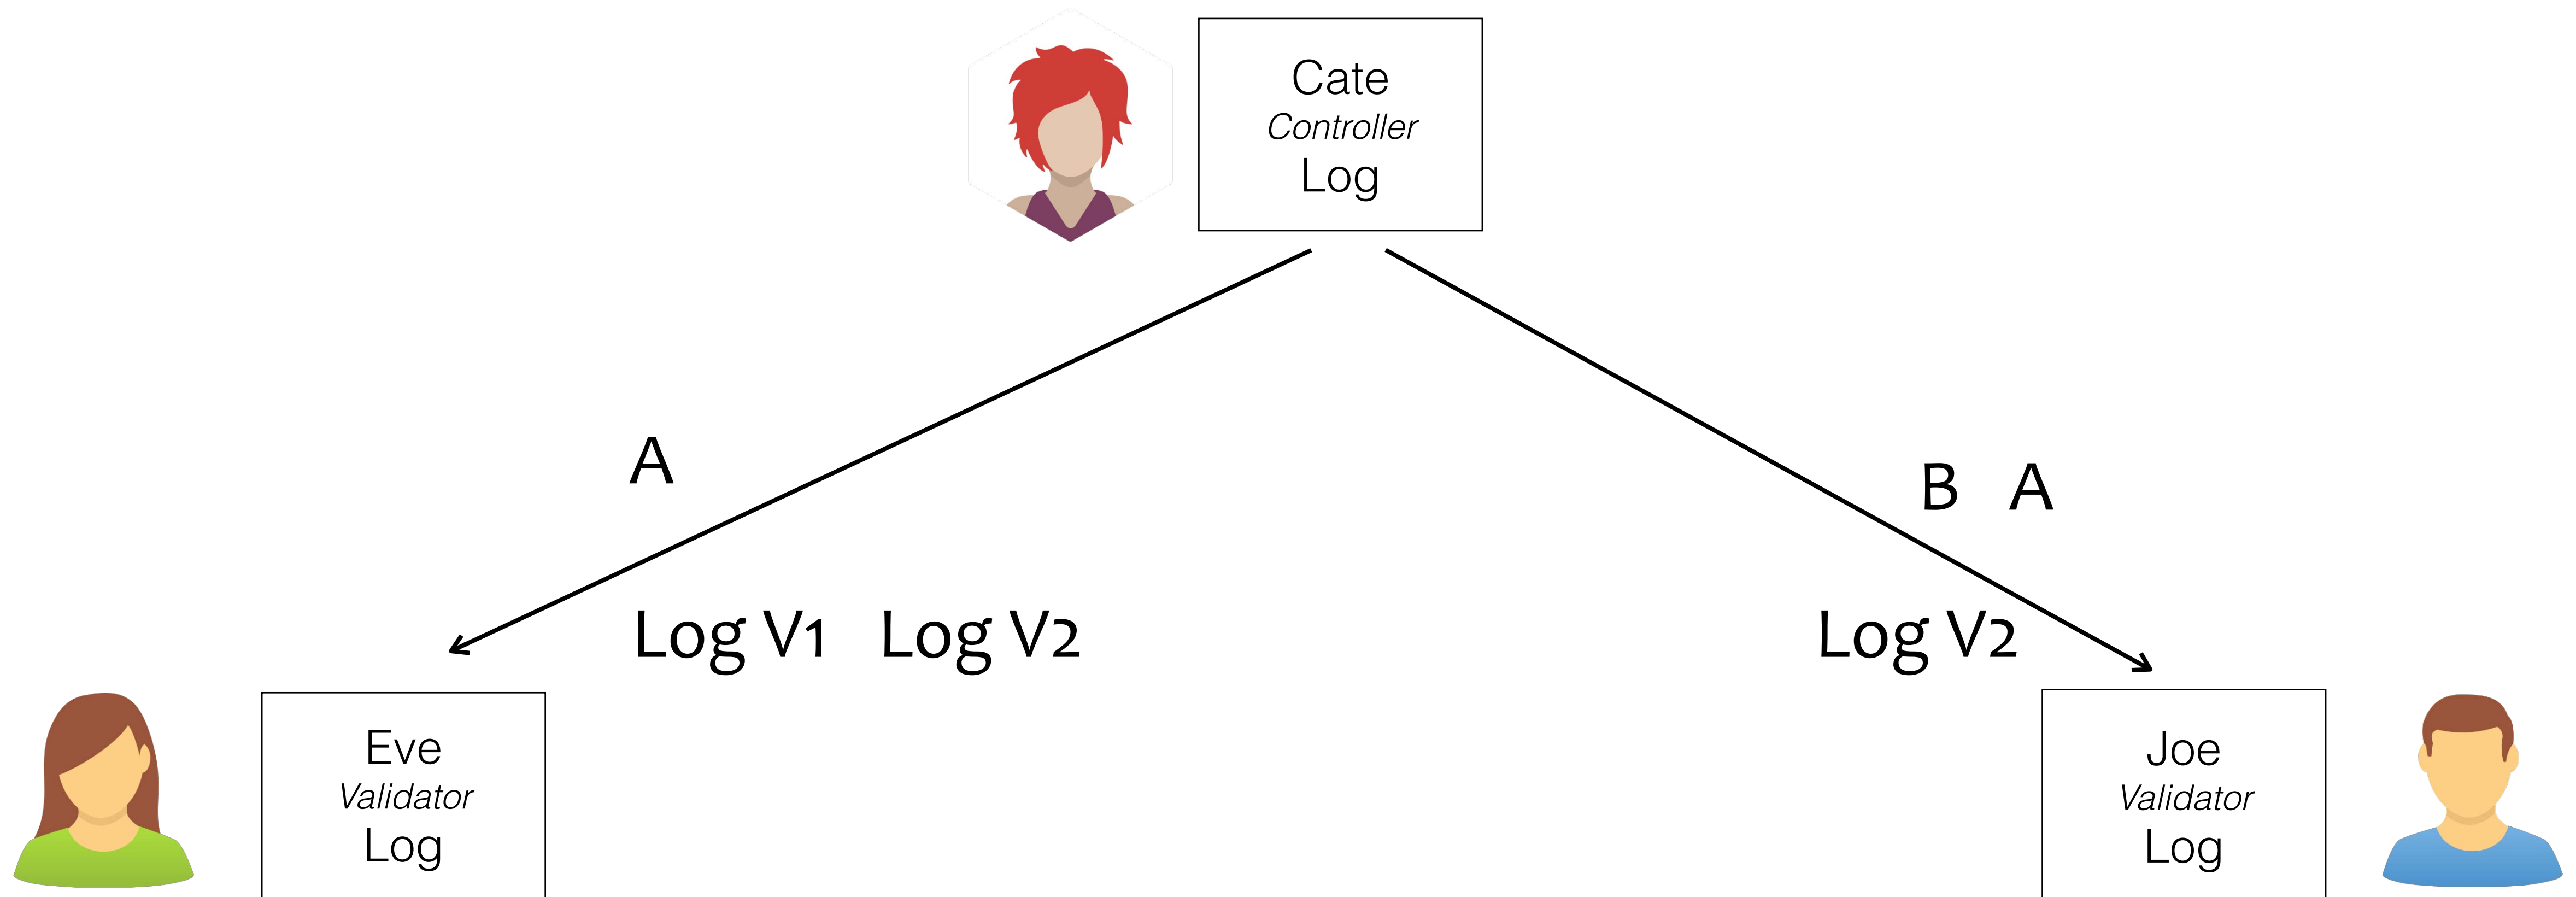 Cate
Controller
Log
A
B A
Log V1 Log V2
Log V2
Eve
Validator
Log
Joe
Validator
Log